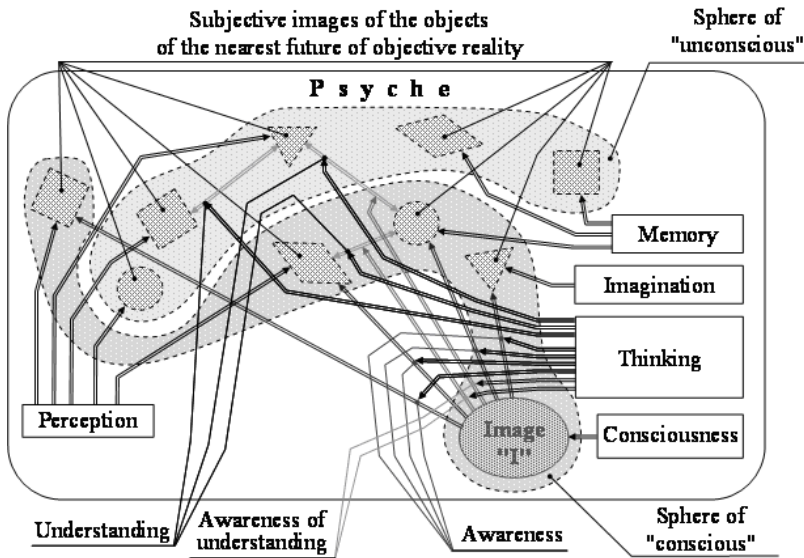 Subjective images of the objects
of the nearest future of objective reality
Sphere of
"unconscious"
Psyche
Memory
Imagination
Thinking
Perception
Image
"I"
Consciousness
Understanding
Awareness of
understanding
Awareness
Sphere of
"conscious"